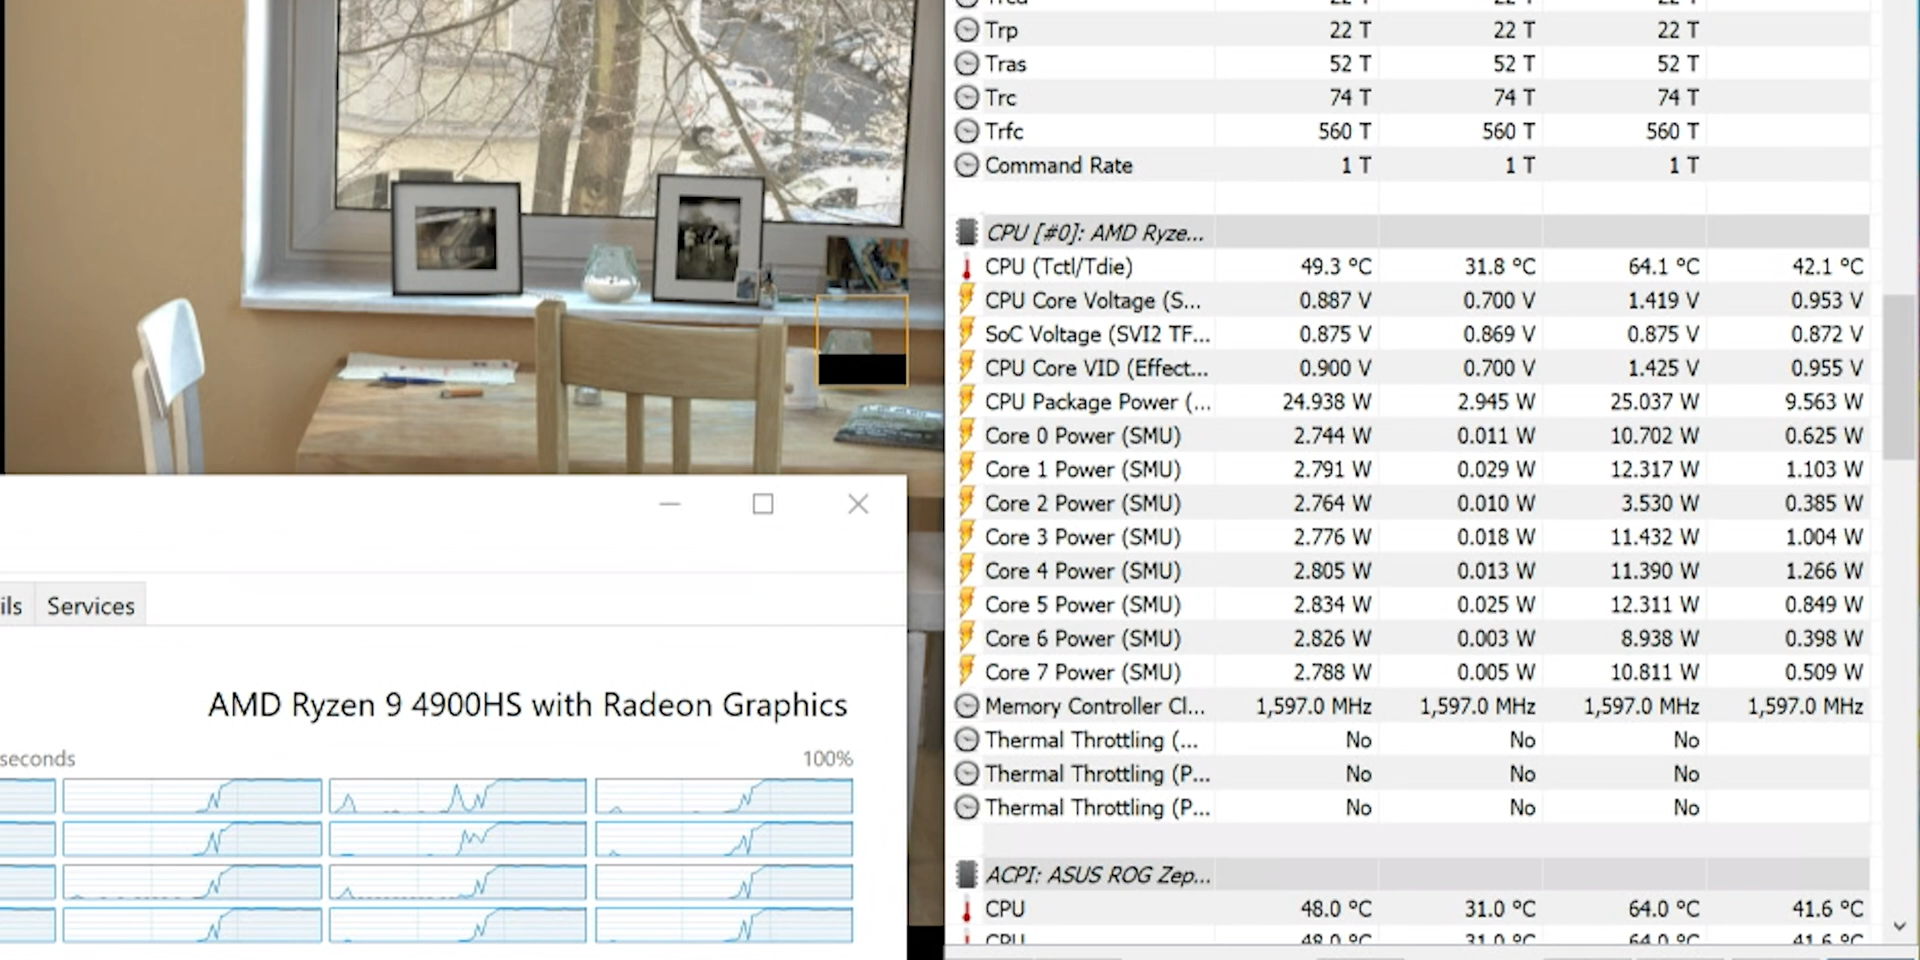 Trp 22 T 22 T 22 T
Tras 52 T 52 T 52 T
Trc 74 T 74 T 74 T
Trfc 560 T 560 T 560 T
Command Rate 1 T 1 T 1 T
CPU [#0]: AMD Ryze...
CPU (Tctl/Tdie) 49.3 °C 31.8 °C 64.1 °C 42.1 °C
CPU Core Voltage (S... 0.887 V 0.700 V 1.419 V 0.953 V
SoC Voltage (SVI2 TF... 0.875 V 0.869 V 0.875 V 0.872 V
CPU Core VID (Effect... 0.900 V 0.700 V 1.425 V 0.955 V
CPU Package Power (... 24.938 W 2.945 W 25.037 W 9.563 W
Core 0 Power (SMU) 2.744 W 0.011 W 10.702 W 0.625 W
Core 1 Power (SMU) 2.791 W 0.029 W 12.317 W 1.103 W
Core 2 Power (SMU) 2.764 W 0.010 W 3.530 W 0.385 W
Core 3 Power (SMU) 2.776 W 0.018 W 11.432 W 1.004 W
Core 4 Power (SMU) 2.805 W 0.013 W 11.390 W 1.266 W
Core 5 Power (SMU) 2.834 W 0.025 W 12.311 W 0.849 W
Core 6 Power (SMU) 2.826 W 0.003 W 8.938 W 0.398 W
Core 7 Power (SMU) 2.788 W 0.005 W 10.811 W 0.509 W
Memory Controller Cl... 1,597.0 MHz 1,597.0 MHz 1,597.0 MHz 1,597.0 MHz
Thermal Throttling (... No No No
Thermal Throttling (P... No No No
Thermal Throttling (P... No No No
ACPI: ASUS ROG Zep...
CPU 48.0 °C 31.0 °C 64.0 °C 41.6 °C
CPU 48.0 °C 31.0 °C 64.0 °C 41.6 °C
ils Services
AMD Ryzen 9 4900HS with Radeon Graphics
seconds 100%